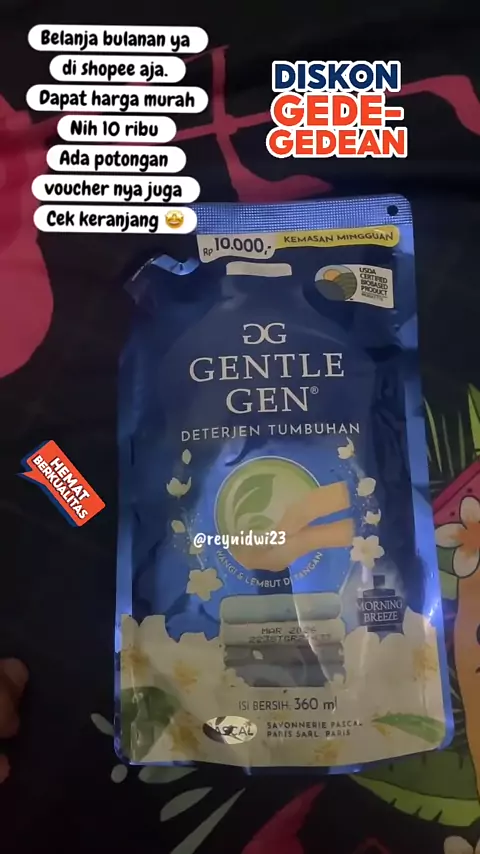 Belanja bulanan ya
di shopee aja.
Dapat harga murah
Nih 10 ribu
Ada potongan
voucher nya juga
Cek keranjang 🤩
DISKON
GEDE-
GEDEAN
Rp 10.000,-
KEMASAN MINGGUAN
USDA
CERTIFIED
BIOBASED
PRODUCT
GG
GENTLE
GEN®
DETERJEN TUMBUHAN
HEMAT
BERKUALITAS
@reynidwi23
WANGI & LEMBUT DI TANGAN
MORNING
BREEZE
ISI BERSIH: 360 ml
PASCAL
SAVONNERIE PASCAL
PARIS SARL, PARIS